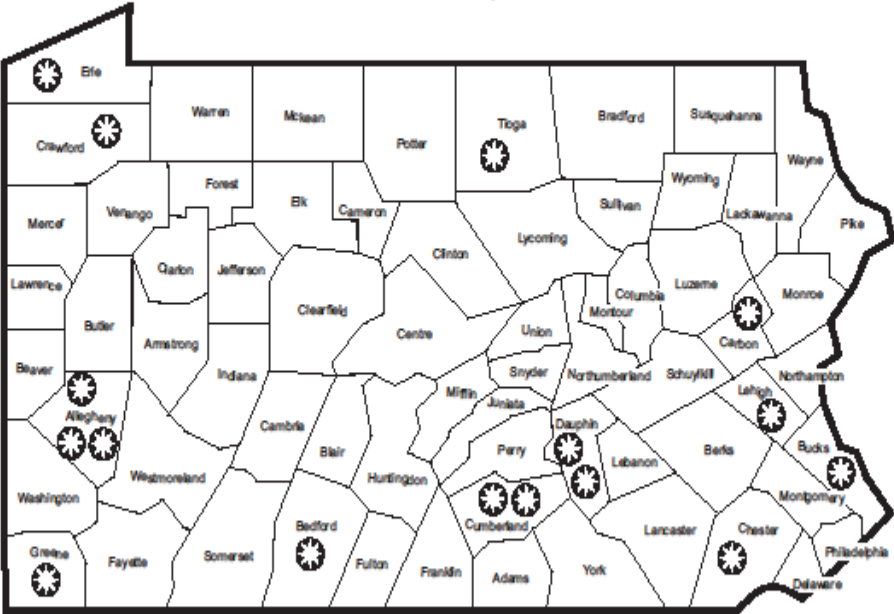 Erie
Warren
Mckean
Potter
Tioga
Bradford
Susquehanna
Crawford
Wayne
Forest
Elk
Cameron
Wyoming
Sullivan
Lackawanna
Pike
Mercer
Venango
Clinton
Lycoming
Clarion
Jefferson
Lawrence
Luzerne
Columbia
Monroe
Clearfield
Montour
Butler
Centre
Union
Carbon
Armstrong
Beaver
Indiana
Snyder
Northumberland
Schuylkill
Northampton
Mifflin
Juniata
Lehigh
Allegheny
Cambria
Dauphin
Blair
Perry
Lebanon
Berks
Bucks
Westmoreland
Huntingdon
Washington
Montgomery
Bedford
Cumberland
Lancaster
Chester
Greene
Fayette
Somerset
Fulton
Franklin
Adams
York
Philadelphia
Delaware